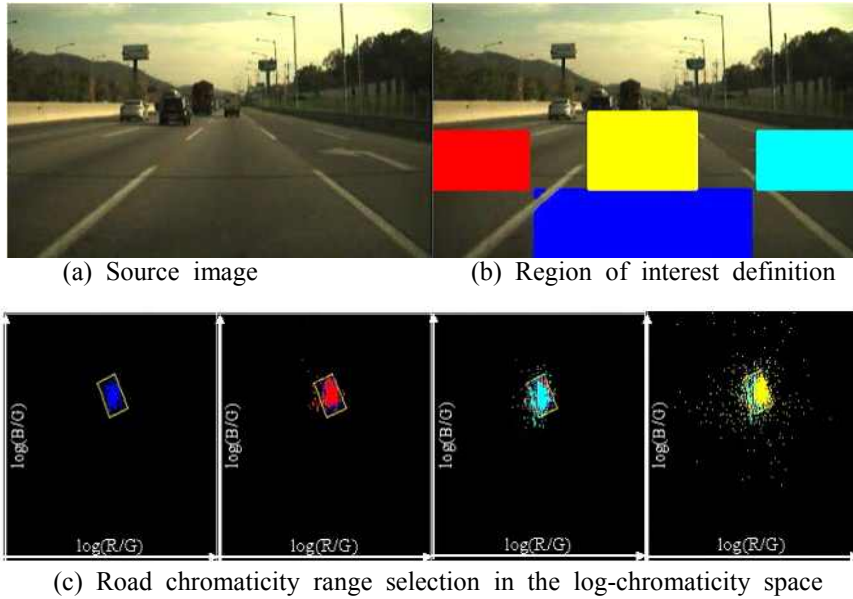 (a) Source image
(b) Region of interest definition
log(B/G)
log(R/G)
log(B/G)
log(R/G)
log(B/G)
log(R/G)
log(B/G)
log(R/G)
(c) Road chromaticity range selection in the log-chromaticity space